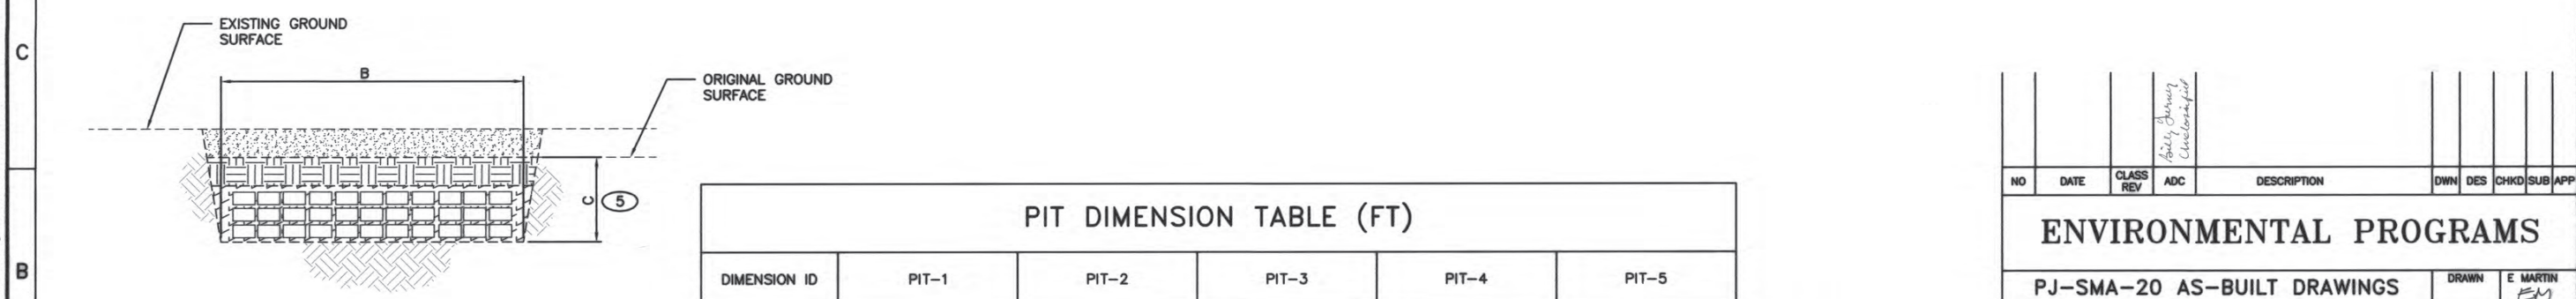 C
EXISTING GROUND
SURFACE
B
ORIGINAL GROUND
SURFACE
C
5
B
PIT DIMENSION TABLE (FT)
DIMENSION ID PIT-1 PIT-2 PIT-3 PIT-4 PIT-5
Unclassified
NO DATE CLASS REV ADC DESCRIPTION DWN DES CHKD SUB APP
ENVIRONMENTAL PROGRAMS
PJ-SMA-20 AS-BUILT DRAWINGS
DRAWN E MARTIN
EM